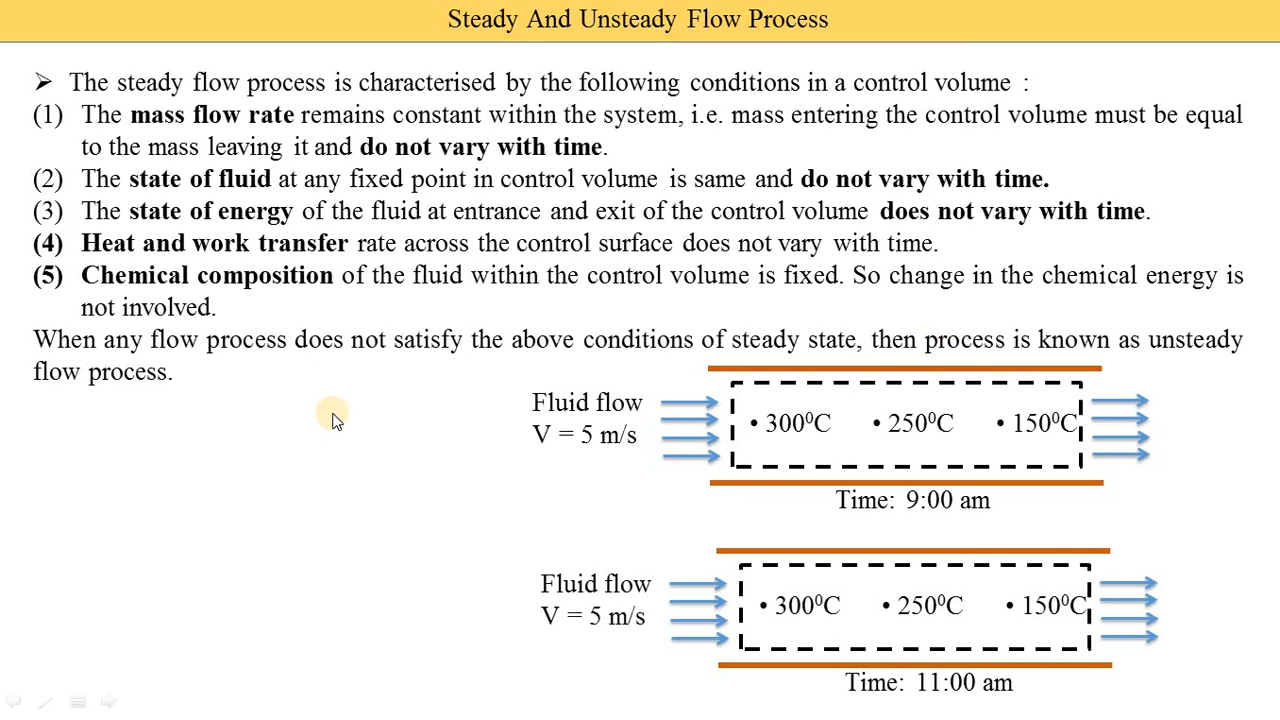 Steady And Unsteady Flow Process
➢ The steady flow process is characterised by the following conditions in a control volume :
(1) The mass flow rate remains constant within the system, i.e. mass entering the control volume must be equal
to the mass leaving it and do not vary with time.
(2) The state of fluid at any fixed point in control volume is same and do not vary with time.
(3) The state of energy of the fluid at entrance and exit of the control volume does not vary with time.
(4) Heat and work transfer rate across the control surface does not vary with time.
(5) Chemical composition of the fluid within the control volume is fixed. So change in the chemical energy is
not involved.
When any flow process does not satisfy the above conditions of steady state, then process is known as unsteady
flow process.
Fluid flow
V = 5 m/s
• 300⁰C • 250⁰C • 150⁰C
Time: 9:00 am
Fluid flow
V = 5 m/s
• 300⁰C • 250⁰C • 150⁰C
Time: 11:00 am